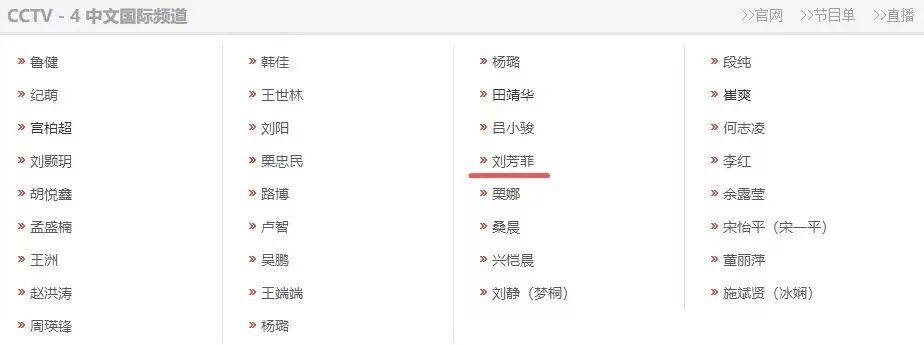 CCTV - 4 中文国际频道 >>官网 >>节目单 >>直播
» 鲁健 » 韩佳 » 杨璐 » 段纯
» 纪萌 » 王世林 » 田靖华 » 崔爽
» 宫柏超 » 刘阳 » 吕小骏 » 何志凌
» 刘颢玥 » 栗忠民 » 刘芳菲 » 李红
» 胡悦鑫 » 路博 » 栗娜 » 余露莹
» 孟盛楠 » 卢智 » 桑晨 » 宋怡平（宋一平）
» 王洲 » 吴鹏 » 兴恺晨 » 董丽萍
» 赵洪涛 » 王端端 » 刘静（梦桐） » 施斌贤（冰娴）
» 周瑛锋 » 杨璐